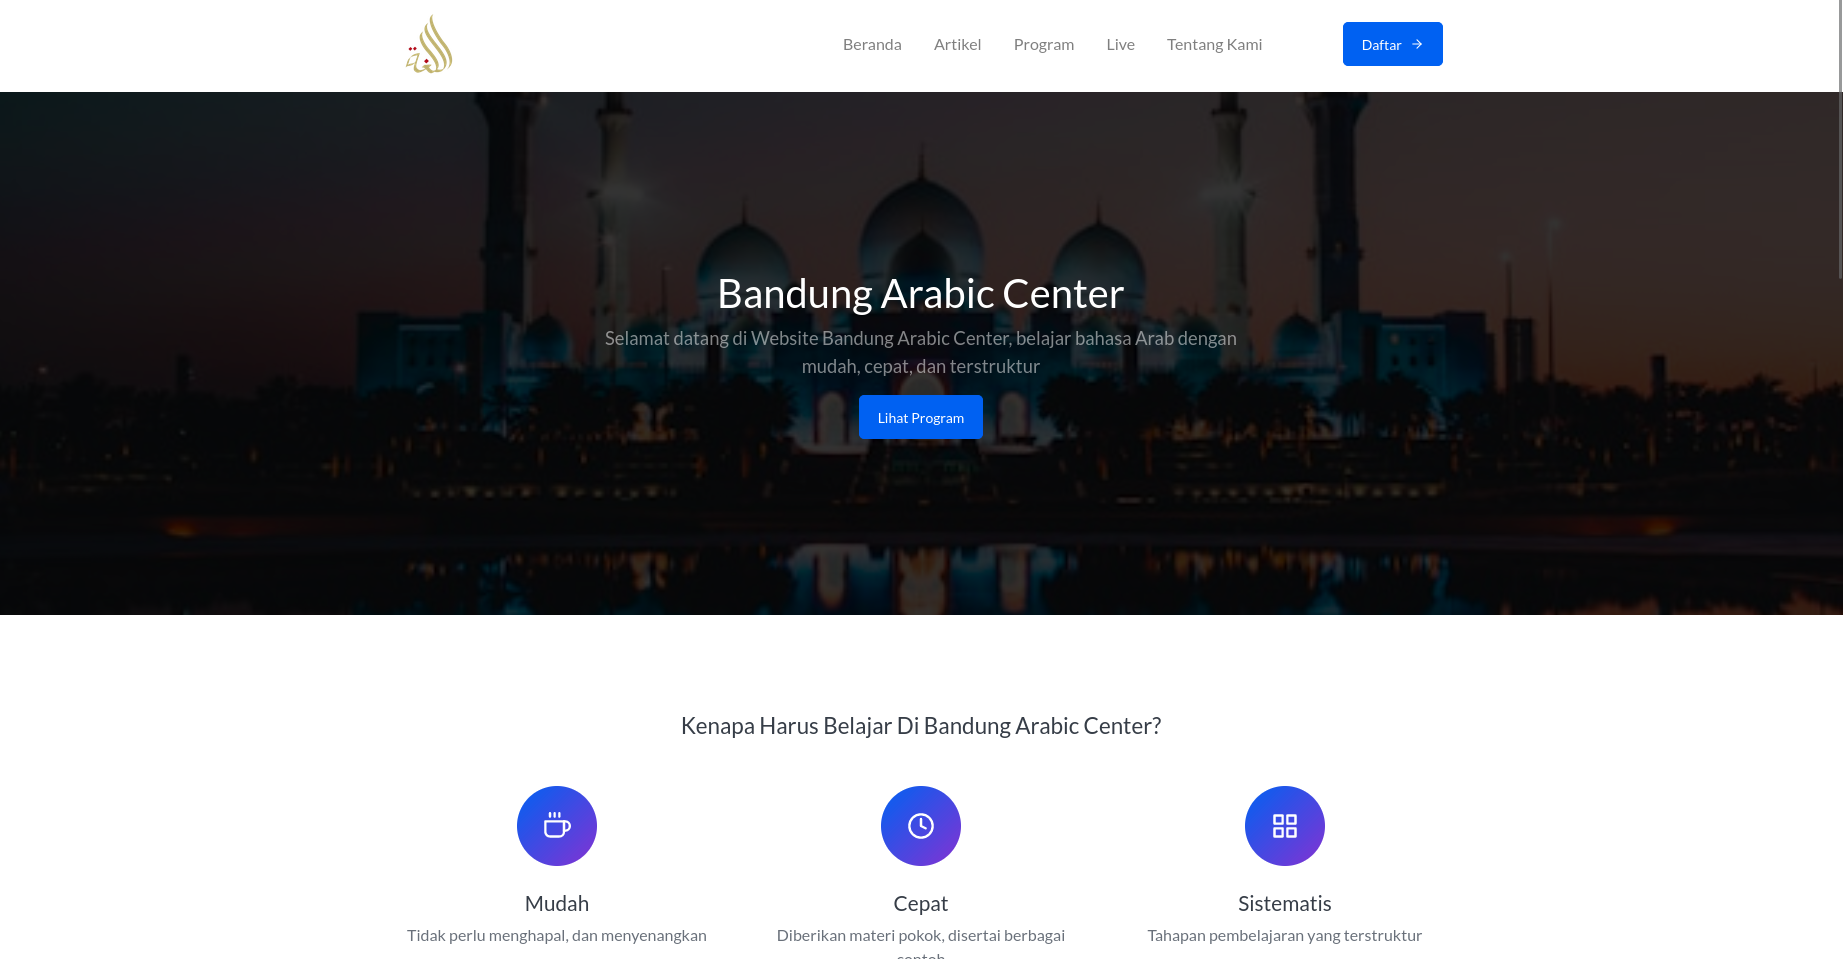 Beranda
Artikel
Program
Live
Tentang Kami
Daftar
Bandung Arabic Center
Selamat datang di Website Bandung Arabic Center, belajar bahasa Arab dengan
mudah, cepat, dan terstruktur
Lihat Program
Kenapa Harus Belajar Di Bandung Arabic Center?
Mudah
Tidak perlu menghapal, dan menyenangkan
Cepat
Diberikan materi pokok, disertai berbagai
Sistematis
Tahapan pembelajaran yang terstruktur